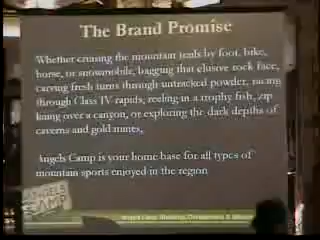 The Brand Promise
Whether cruising the mountain trails by foot, bike,
horse, or snowmobile, bagging that elusive rock face,
carving fresh turns through untracked powder, racing
through Class IV rapids, reeling in a trophy fish, zip
lining over a canyon, or exploring the dark depths of
caverns and gold mines,
Angels Camp is your home base for all types of
mountain sports enjoyed in the region
ANGELS
CAMP